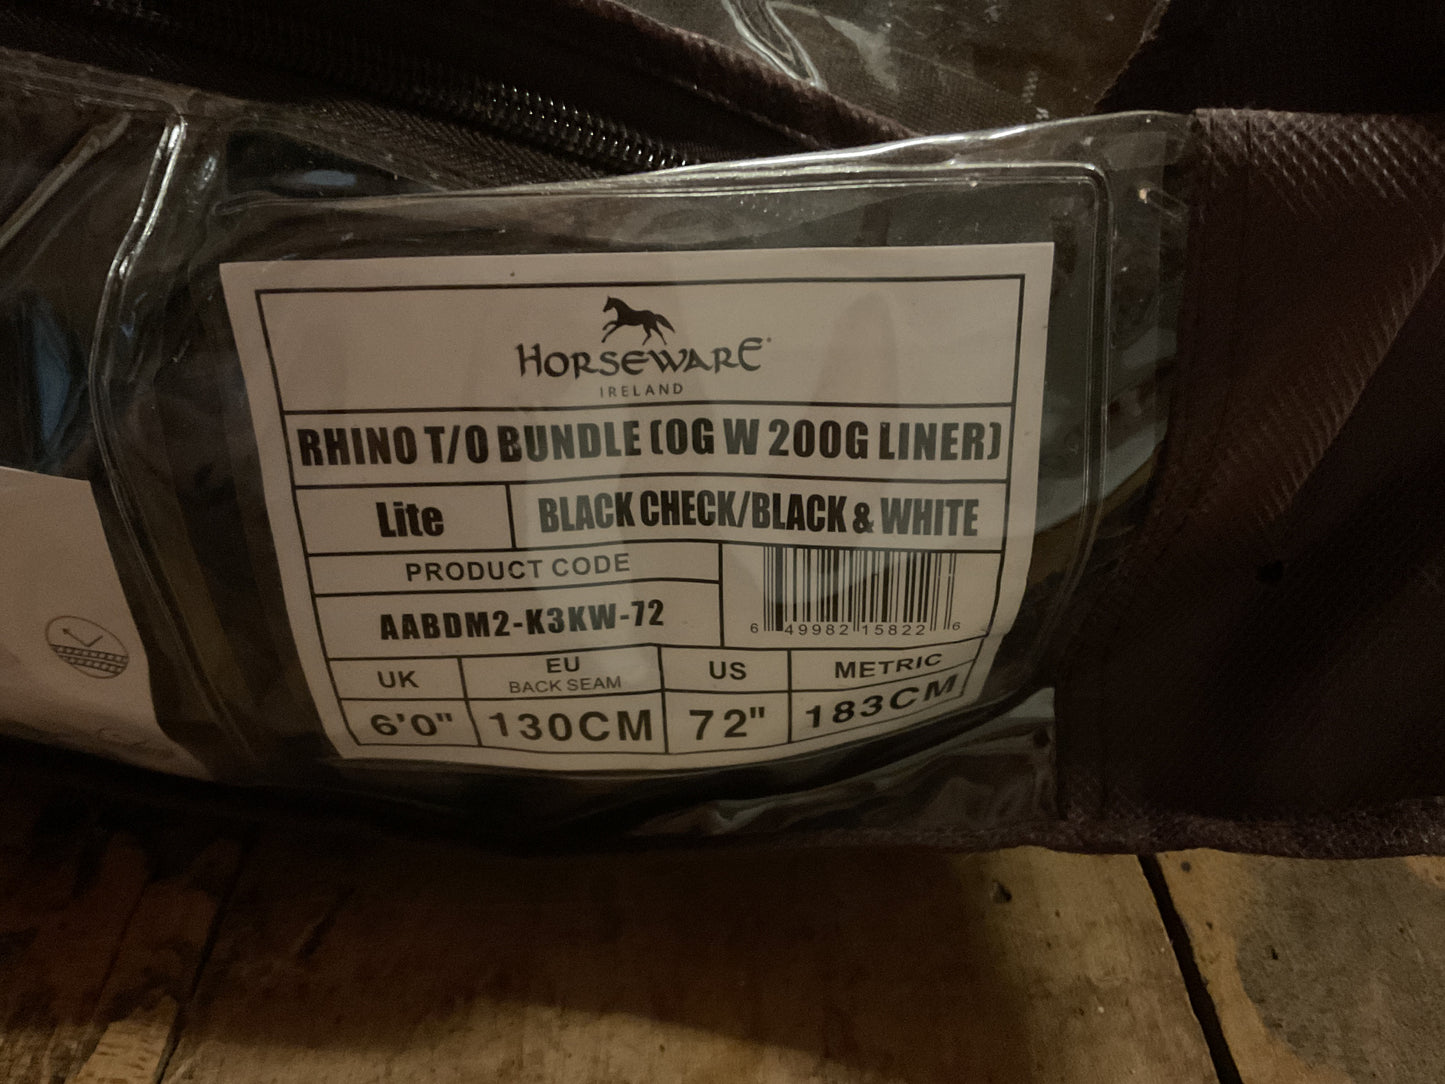 HORSEWARE
IRELAND
RHINO T/O BUNDLE (0G W 200G LINER)
Lite BLACK CHECK/BLACK & WHITE
PRODUCT CODE
AABDM2-K3KW-72
6 49982 15822 6
UK EU BACK SEAM US METRIC
6'0" 130CM 72" 183CM